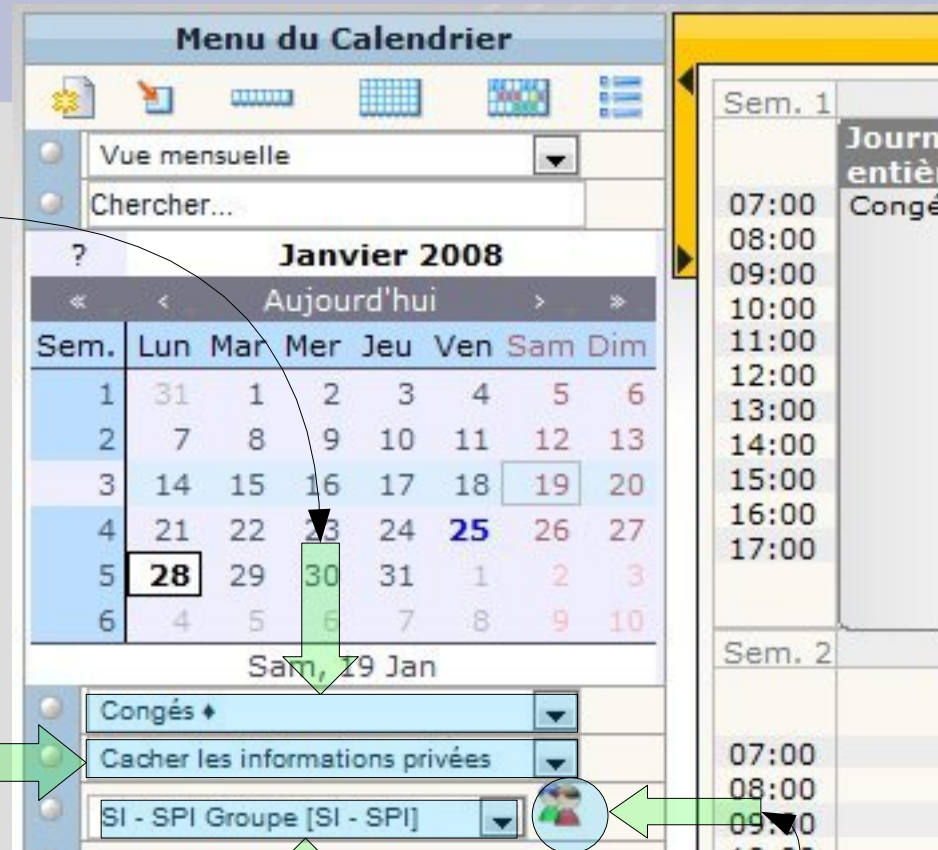 Menu du Calendrier
Vue mensuelle
Chercher...
? Janvier 2008
« < Aujourd'hui > »
Sem. Lun Mar Mer Jeu Ven Sam Dim
1 31 1 2 3 4 5 6
2 7 8 9 10 11 12 13
3 14 15 16 17 18 19 20
4 21 22 23 24 25 26 27
5 28 29 30 31 1 2 3
6 4 5 6 7 8 9 10
Sam, 19 Jan
Congés ♦
Cacher les informations privées
SI - SPI Groupe [SI - SPI]
Sem. 1
07:00
08:00
09:00
10:00
11:00
12:00
13:00
14:00
15:00
16:00
17:00
Sem. 2
07:00
08:00
09:00